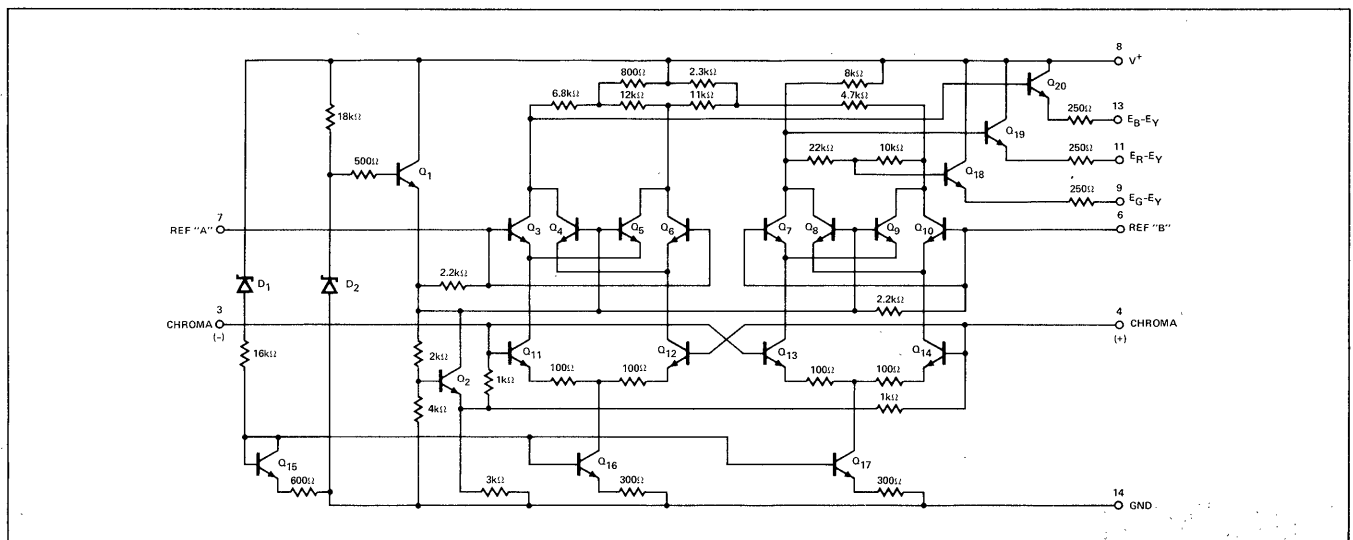 8
V+
800Ω
2.3kΩ
8kΩ
Q20
6.8kΩ
12kΩ
11kΩ
4.7kΩ
250Ω
13
EB-EY
18kΩ
Q19
250Ω
11
ER-EY
500Ω
Q1
22kΩ
10kΩ
Q18
250Ω
9
EG-EY
7
REF "A"
Q3
Q4
Q5
Q6
Q7
Q8
Q9
Q10
6
REF "B"
D1
D2
2.2kΩ
2.2kΩ
3
CHROMA
(-)
4
CHROMA
(+)
16kΩ
2kΩ
Q2
1kΩ
Q11
Q12
Q13
Q14
100Ω
100Ω
100Ω
100Ω
4kΩ
1kΩ
Q15
600Ω
3kΩ
Q16
300Ω
Q17
300Ω
14
GND